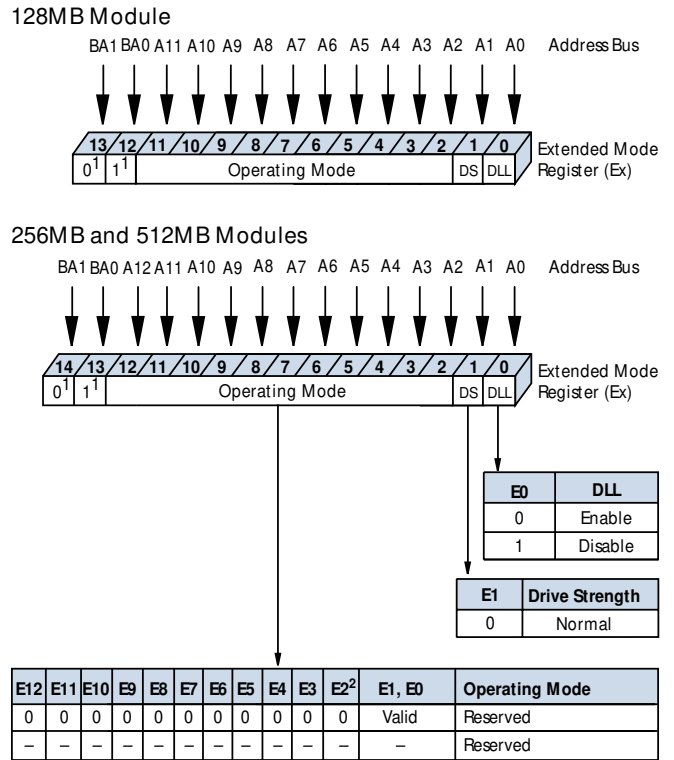 128MB Module
BA1 BA0 A11 A10 A9 A8 A7 A6 A5 A4 A3 A2 A1 A0 Address Bus
13 12 11 10 9 8 7 6 5 4 3 2 1 0 Extended Mode
0¹ 1¹ Operating Mode DS DLL Register (Ex)
256MB and 512MB Modules
BA1 BA0 A12 A11 A10 A9 A8 A7 A6 A5 A4 A3 A2 A1 A0 Address Bus
14 13 12 11 10 9 8 7 6 5 4 3 2 1 0 Extended Mode
0¹ 1¹ Operating Mode DS DLL Register (Ex)
E0 DLL
0 Enable
1 Disable
E1 Drive Strength
0 Normal
E12 E11 E10 E9 E8 E7 E6 E5 E4 E3 E2² E1, E0 Operating Mode
0 0 0 0 0 0 0 0 0 0 0 Valid Reserved
– – – – – – – – – – – – Reserved